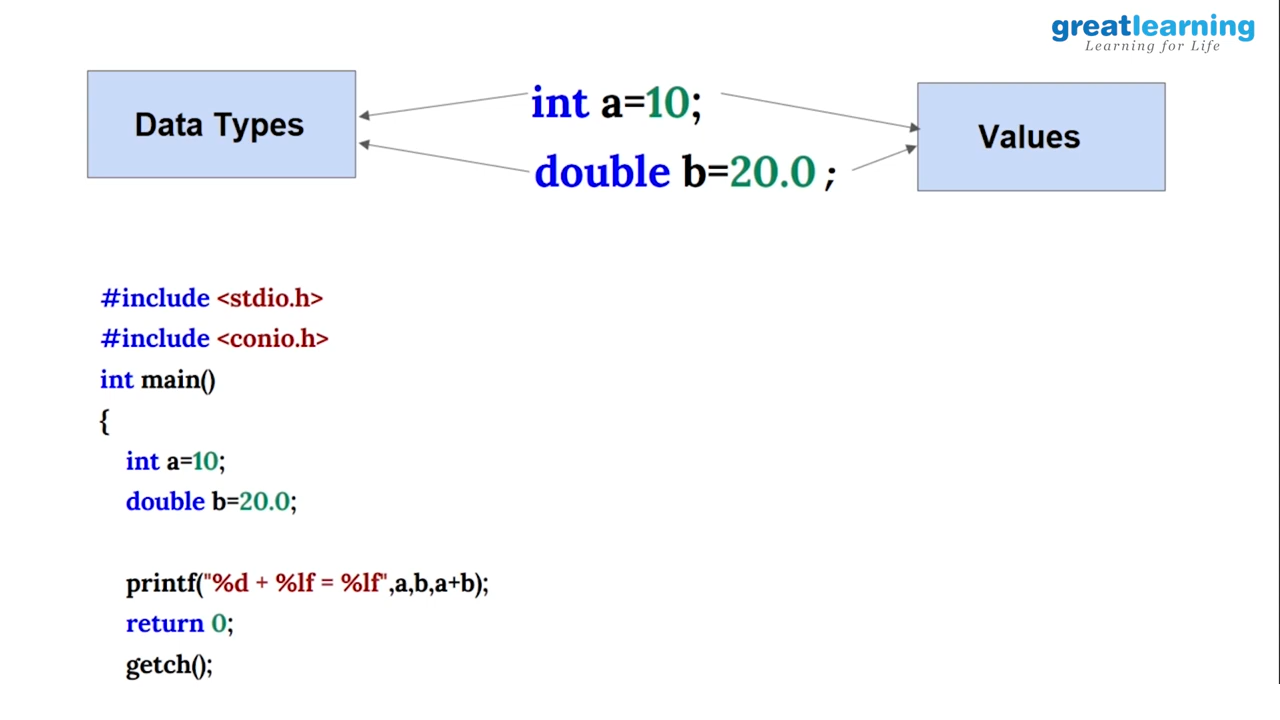 greatlearning
Learning for Life
Data Types
int a=10;
double b=20.0 ;
Values
#include <stdio.h>
#include <conio.h>
int main()
{
int a=10;
double b=20.0;
printf("%d + %lf = %lf",a,b,a+b);
return 0;
getch();